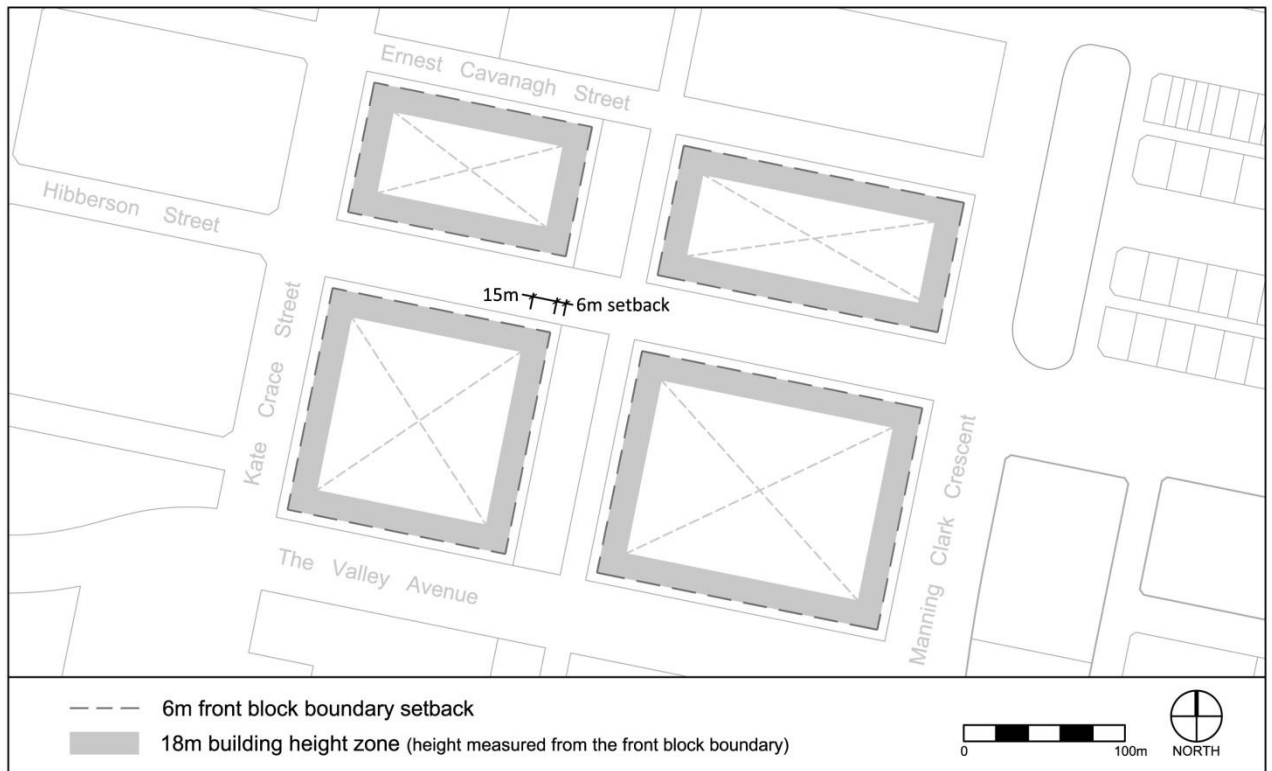 Ernest Cavanagh Street
Hibberson Street
15m
6m setback
Kate Crace Street
The Valley Avenue
Manning Clark Crescent
6m front block boundary setback
18m building height zone (height measured from the front block boundary)
0 100m
NORTH